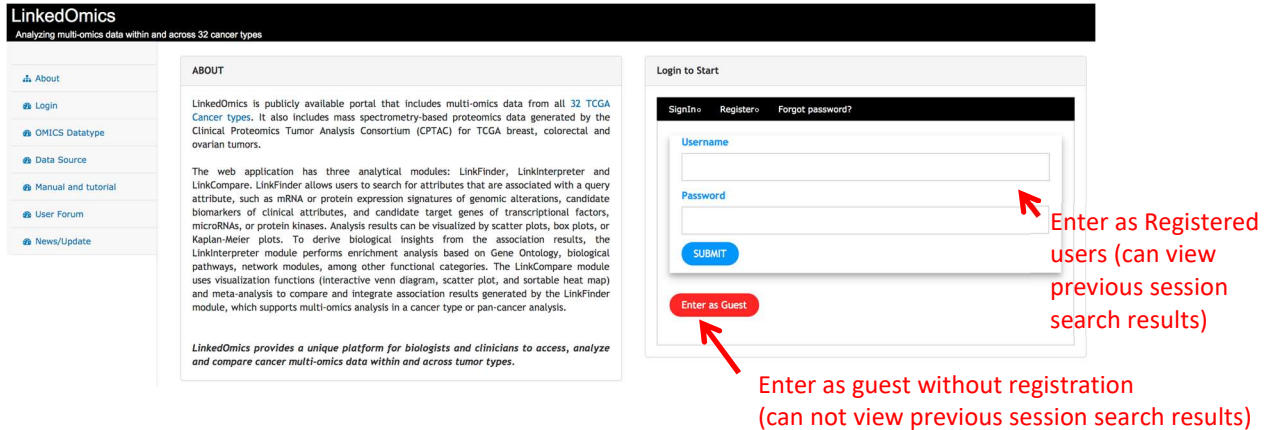 LinkedOmics
Analyzing multi-omics data within and across 32 cancer types
About
Login
OMICS Datatype
Data Source
Manual and tutorial
User Forum
News/Update
ABOUT
LinkedOmics is publicly available portal that includes multi-omics data from all 32 TCGA
Cancer types. It also includes mass spectrometry-based proteomics data generated by the
Clinical Proteomics Tumor Analysis Consortium (CPTAC) for TCGA breast, colorectal and
ovarian tumors.
The web application has three analytical modules: LinkFinder, LinkInterpreter and
LinkCompare. LinkFinder allows users to search for attributes that are associated with a query
attribute, such as mRNA or protein expression signatures of genomic alterations, candidate
biomarkers of clinical attributes, and candidate target genes of transcriptional factors,
microRNAs, or protein kinases. Analysis results can be visualized by scatter plots, box plots, or
Kaplan-Meier plots. To derive biological insights from the association results, the
LinkInterpreter module performs enrichment analysis based on Gene Ontology, biological
pathways, network modules, among other functional categories. The LinkCompare module
uses visualization functions (interactive venn diagram, scatter plot, and sortable heat map)
and meta-analysis to compare and integrate association results generated by the LinkFinder
module, which supports multi-omics analysis in a cancer type or pan-cancer analysis.
LinkedOmics provides a unique platform for biologists and clinicians to access, analyze
and compare cancer multi-omics data within and across tumor types.
Login to Start
SignIn Register Forgot password?
Username
Password
SUBMIT
Enter as Guest
Enter as Registered
users (can view
previous session
search results)
Enter as guest without registration
(can not view previous session search results)